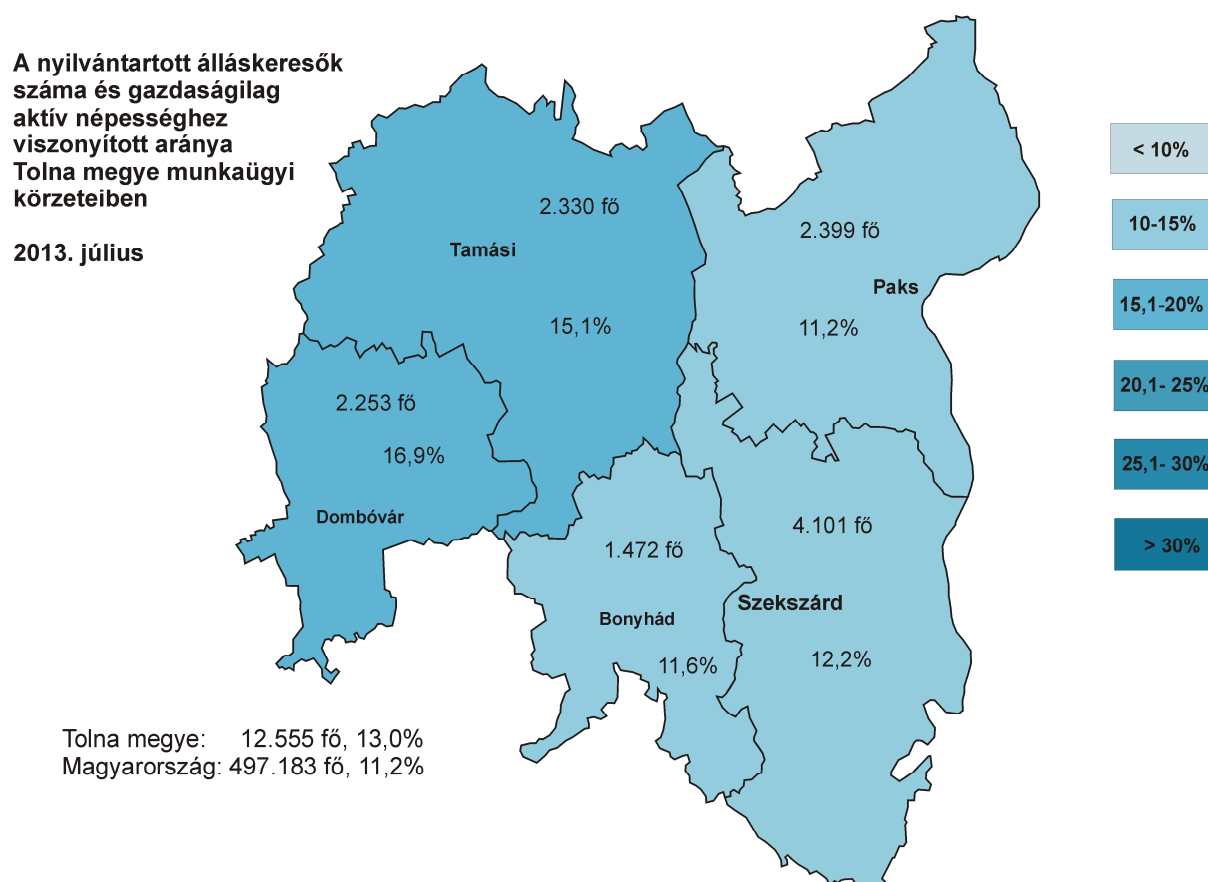 A nyilvántartott álláskeresők
száma és gazdaságilag
aktív népességhez
viszonyított aránya
Tolna megye munkaügyi
körzeteiben
2013. július
< 10%
10-15%
15,1-20%
20,1- 25%
25,1- 30%
> 30%
2.330 fő
Tamási
15,1%
2.399 fő
Paks
11,2%
2.253 fő
16,9%
Dombóvár
1.472 fő
Bonyhád
11,6%
4.101 fő
Szekszárd
12,2%
Tolna megye: 12.555 fő, 13,0%
Magyarország: 497.183 fő, 11,2%